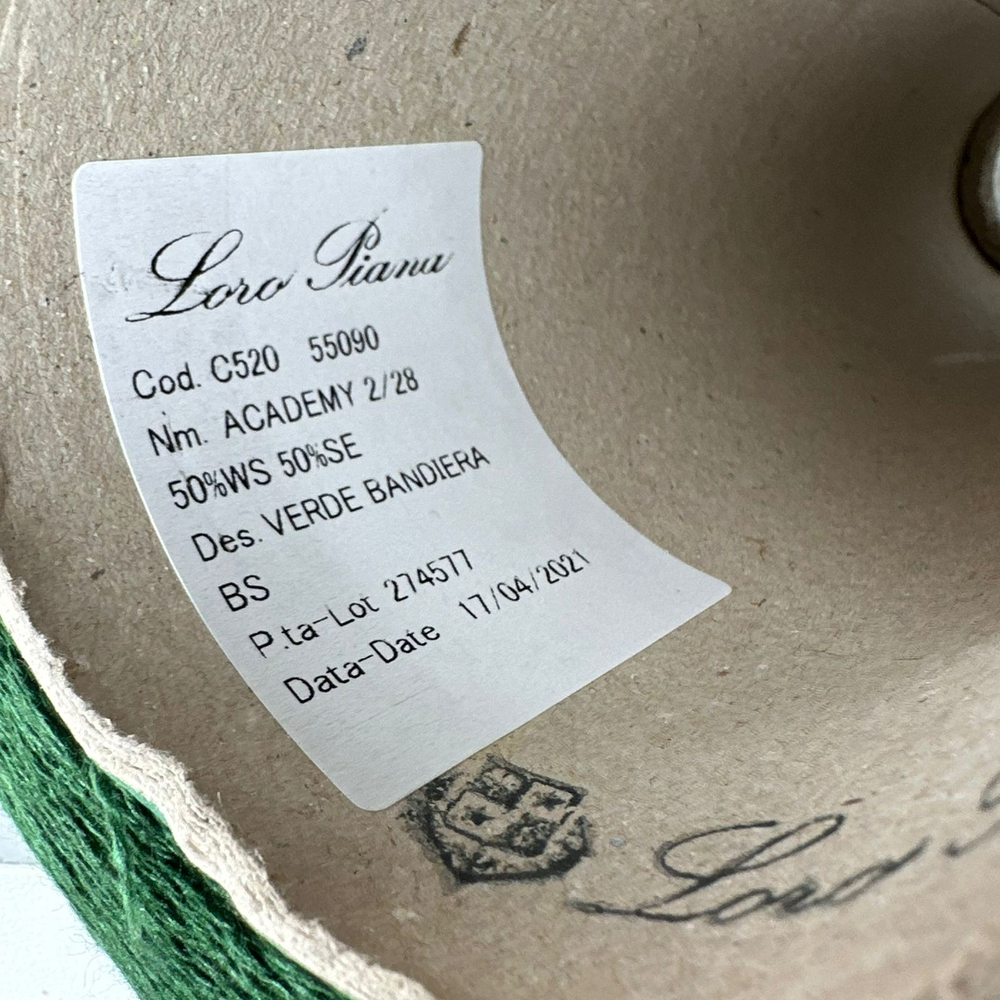 Loro Piana
Cod. C520 55090
Nm. ACADEMY 2/28
50%WS 50%SE
Des. VERDE BANDIERA
BS
P.ta-Lot 274577
Data-Date 17/04/2021
Loro